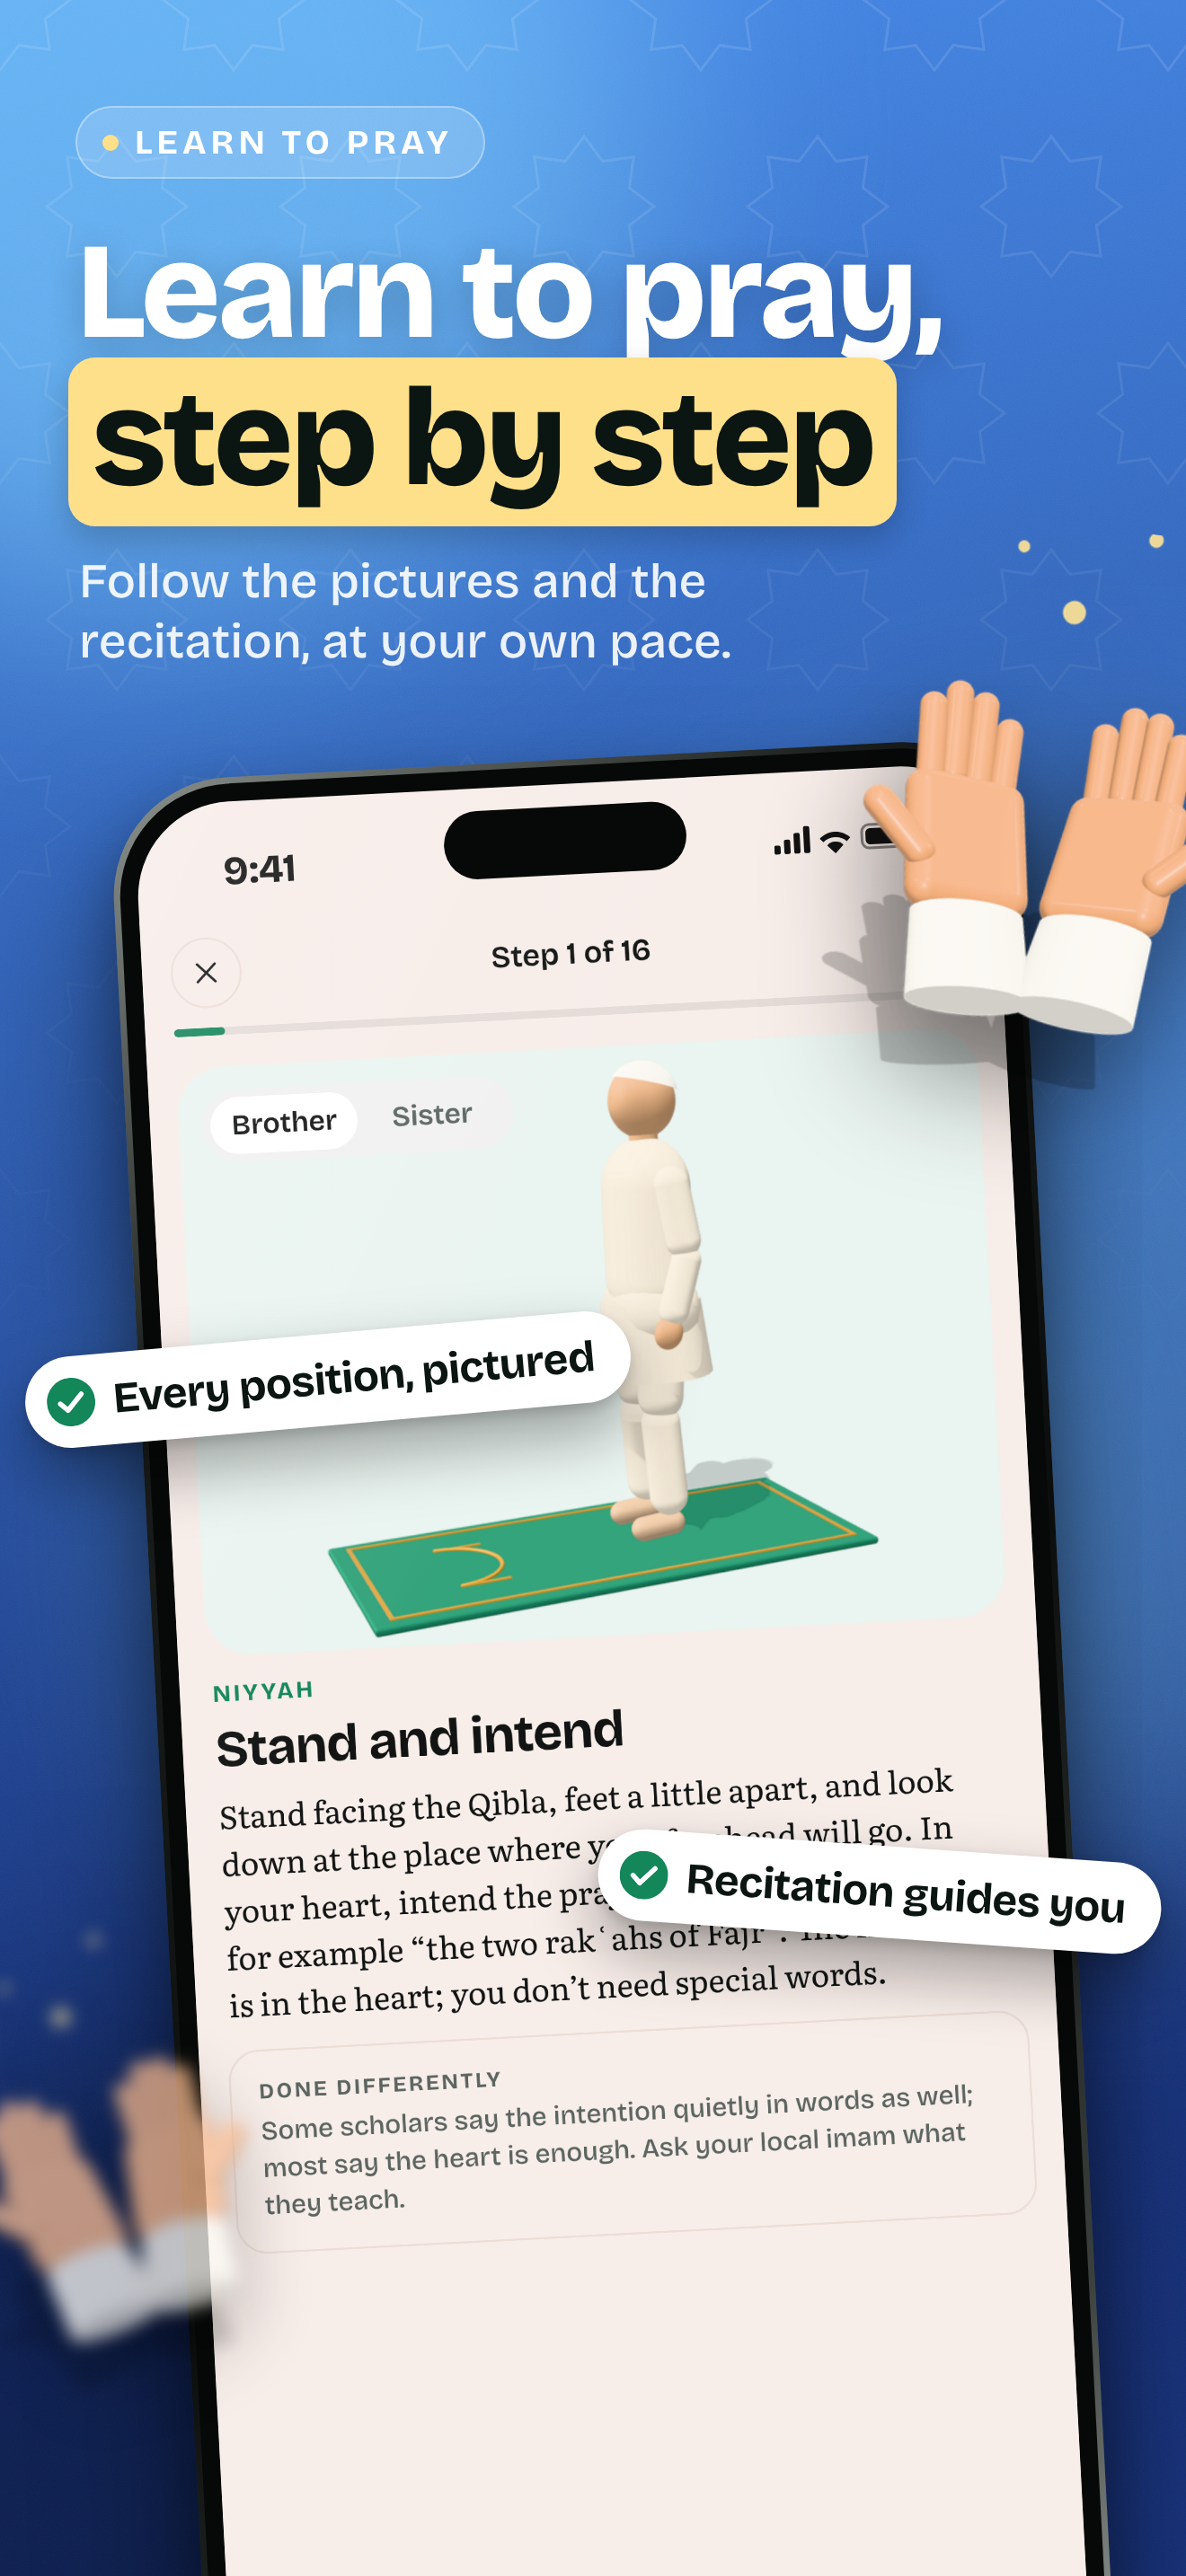 LEARN TO PRAY
Learn to pray,
step by step
Follow the pictures and the
recitation, at your own pace.
9:41
Step 1 of 16
Brother
Sister
Every position, pictured
NIYYAH
Stand and intend
Stand facing the Qibla, feet a little apart, and look
down at the place where will go. In
Recitation guides you
your heart, intend the
for example “the two rakʿahs of Fajr”.
is in the heart; you don’t need special words.
DONE DIFFERENTLY
Some scholars say the intention quietly in words as well;
most say the heart is enough. Ask your local imam what
they teach.